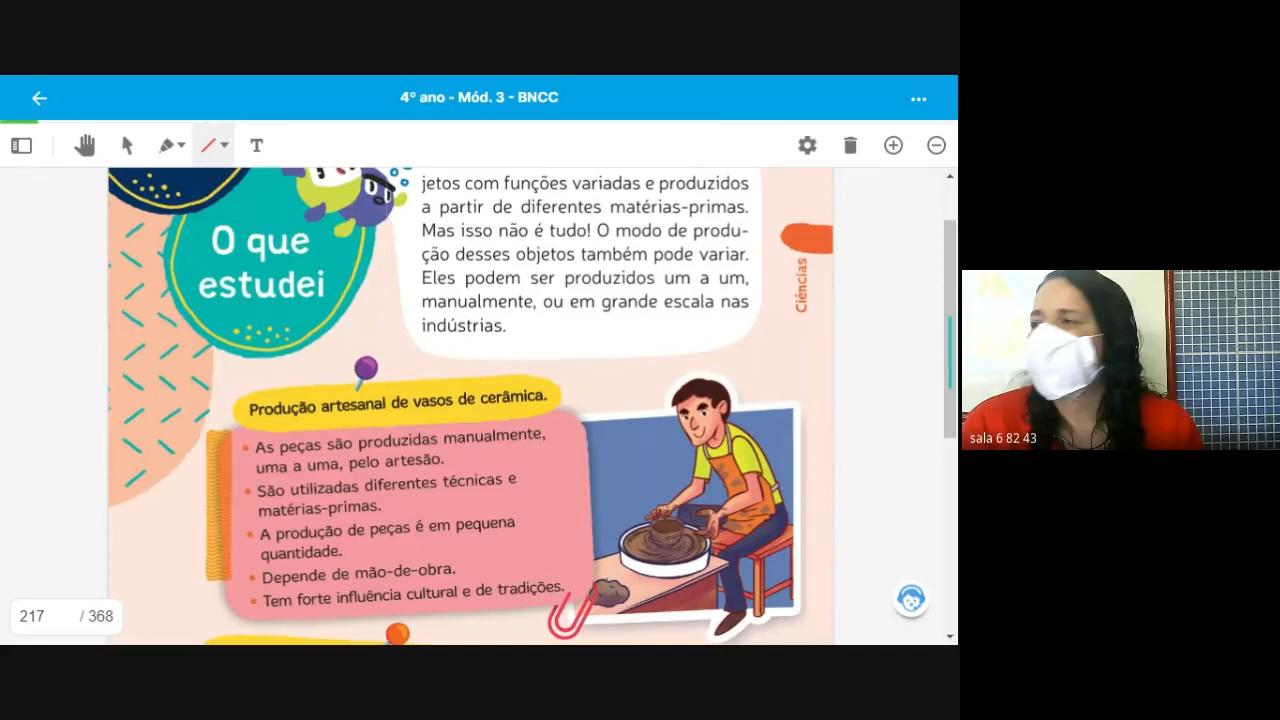 4º ano - Mód. 3 - BNCC
T
jetos com funções variadas e produzidos
a partir de diferentes matérias-primas.
Mas isso não é tudo! O modo de produ-
ção desses objetos também pode variar.
Eles podem ser produzidos um a um,
manualmente, ou em grande escala nas
indústrias.
O que
estudei
Ciências
Produção artesanal de vasos de cerâmica.
• As peças são produzidas manualmente,
uma a uma, pelo artesão.
• São utilizadas diferentes técnicas e
matérias-primas.
• A produção de peças é em pequena
quantidade.
• Depende de mão-de-obra.
• Tem forte influência cultural e de tradições.
217 / 368
sala 6 82 43